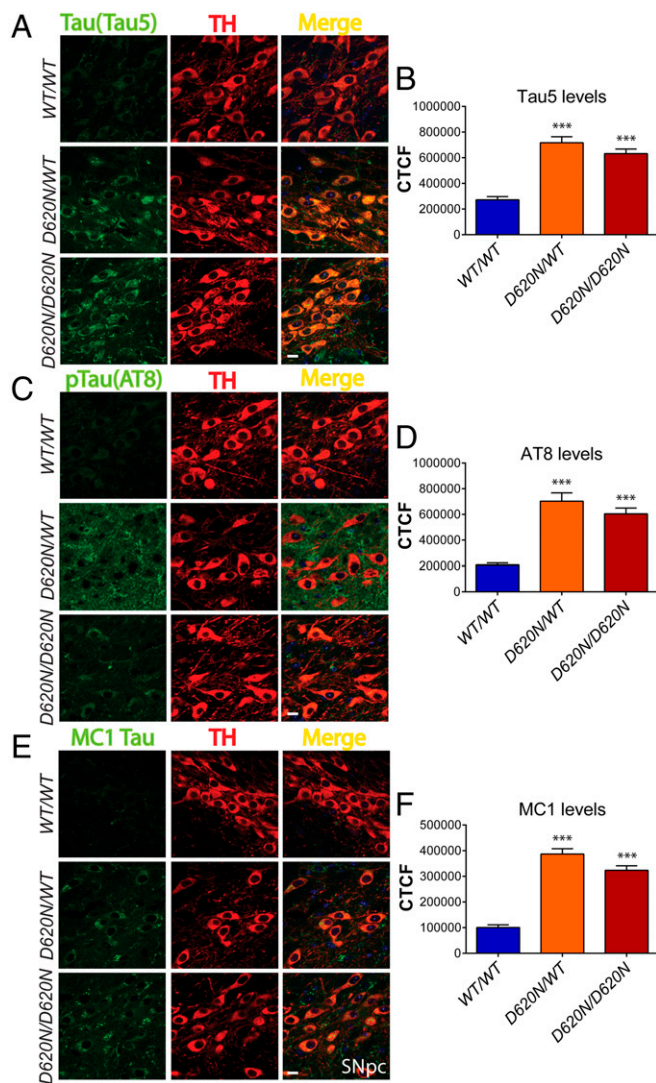 A
Tau(Tau5) TH Merge
WT/WT
D620N/WT
D620N/D620N
B
Tau5 levels
CTCF
1000000
800000
600000
400000
200000
0
***
***
WT/WT
D620N/WT
D620N/D620N
C
pTau(AT8) TH Merge
WT/WT
D620N/WT
D620N/D620N
D
AT8 levels
CTCF
1000000
800000
600000
400000
200000
0
***
***
WT/WT
D620N/WT
D620N/D620N
E
MC1 Tau TH Merge
WT/WT
D620N/WT
D620N/D620N
SNpc
F
MC1 levels
CTCF
500000
400000
300000
200000
100000
0
***
***
WT/WT
D620N/WT
D620N/D620N